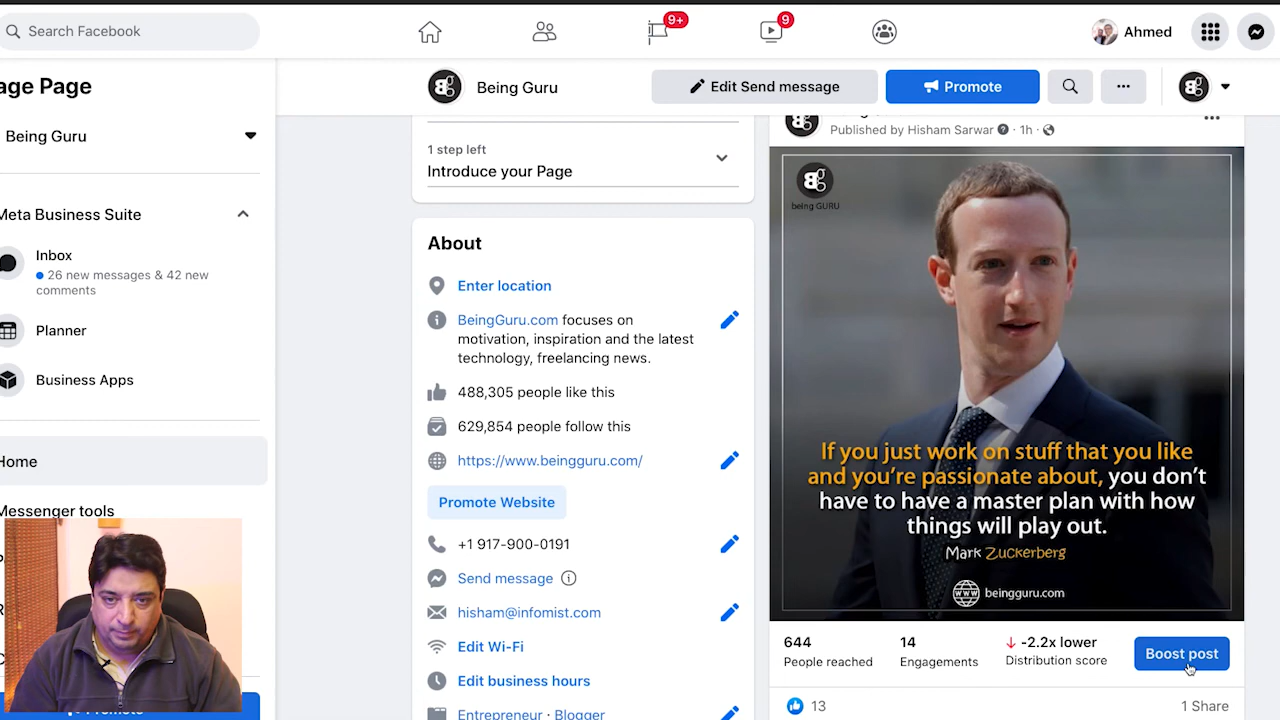 Search Facebook
9+
9
Ahmed
age Page
Being Guru
Edit Send message
Promote
Being Guru
Meta Business Suite
Inbox
26 new messages & 42 new
comments
Planner
Business Apps
Home
Messenger tools
1 step left
Introduce your Page
About
Enter location
BeingGuru.com focuses on
motivation, inspiration and the latest
technology, freelancing news.
488,305 people like this
629,854 people follow this
https://www.beingguru.com/
Promote Website
+1 917-900-0191
Send message
hisham@infomist.com
Edit Wi-Fi
Edit business hours
Entrepreneur · Blogger
Published by Hisham Sarwar · 1h ·
being GURU
If you just work on stuff that you like
and you're passionate about, you don't
have to have a master plan with how
things will play out.
Mark Zuckerberg
www beingguru.com
644
People reached
14
Engagements
-2.2x lower
Distribution score
Boost post
13
1 Share